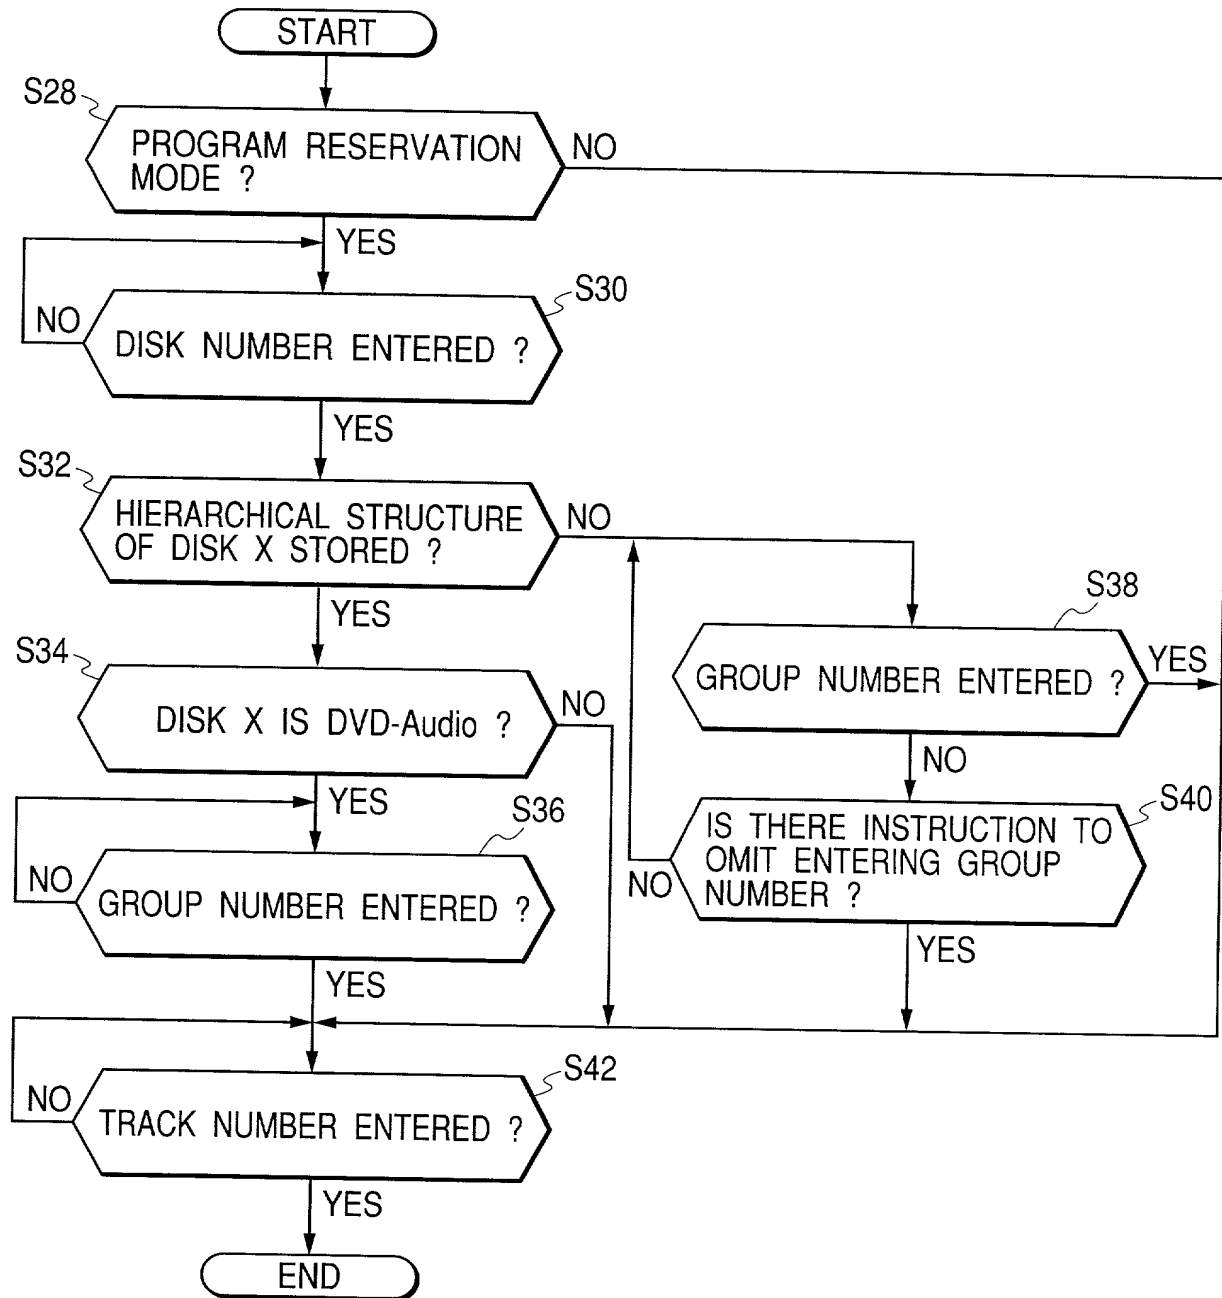 START
S28
PROGRAM RESERVATION
MODE ?
NO
YES
S30
NO
DISK NUMBER ENTERED ?
YES
S32
HIERARCHICAL STRUCTURE
OF DISK X STORED ?
NO
YES
S38
GROUP NUMBER ENTERED ?
YES
NO
S34
DISK X IS DVD-Audio ?
NO
YES
S40
IS THERE INSTRUCTION TO
OMIT ENTERING GROUP
NUMBER ?
NO
YES
S36
NO
GROUP NUMBER ENTERED ?
YES
S42
NO
TRACK NUMBER ENTERED ?
YES
END